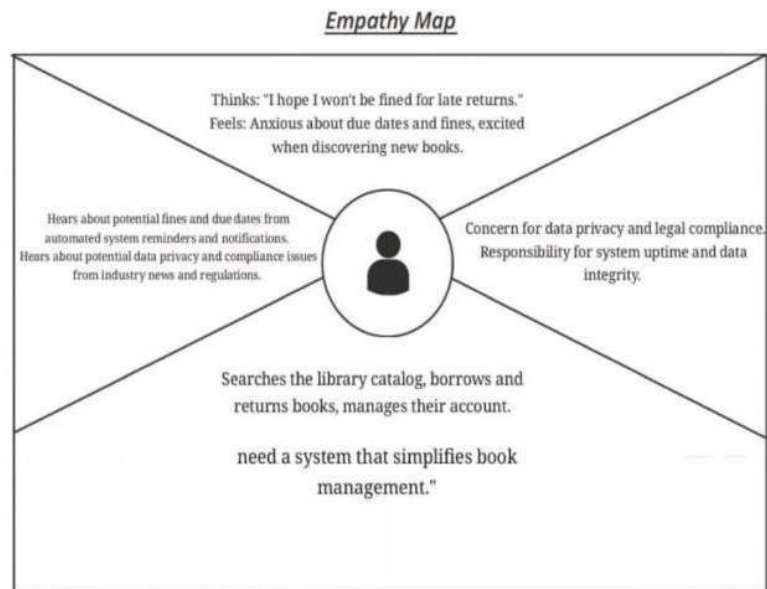 Empathy Map
Thinks: "I hope I won't be fined for late returns."
Feels: Anxious about due dates and fines, excited
when discovering new books.
Hears about potential fines and due dates from
automated system reminders and notifications.
Hears about potential data privacy and compliance issues
from industry news and regulations.
Concern for data privacy and legal compliance.
Responsibility for system uptime and data
integrity.
Searches the library catalog, borrows and
returns books, manages their account.
need a system that simplifies book
management."